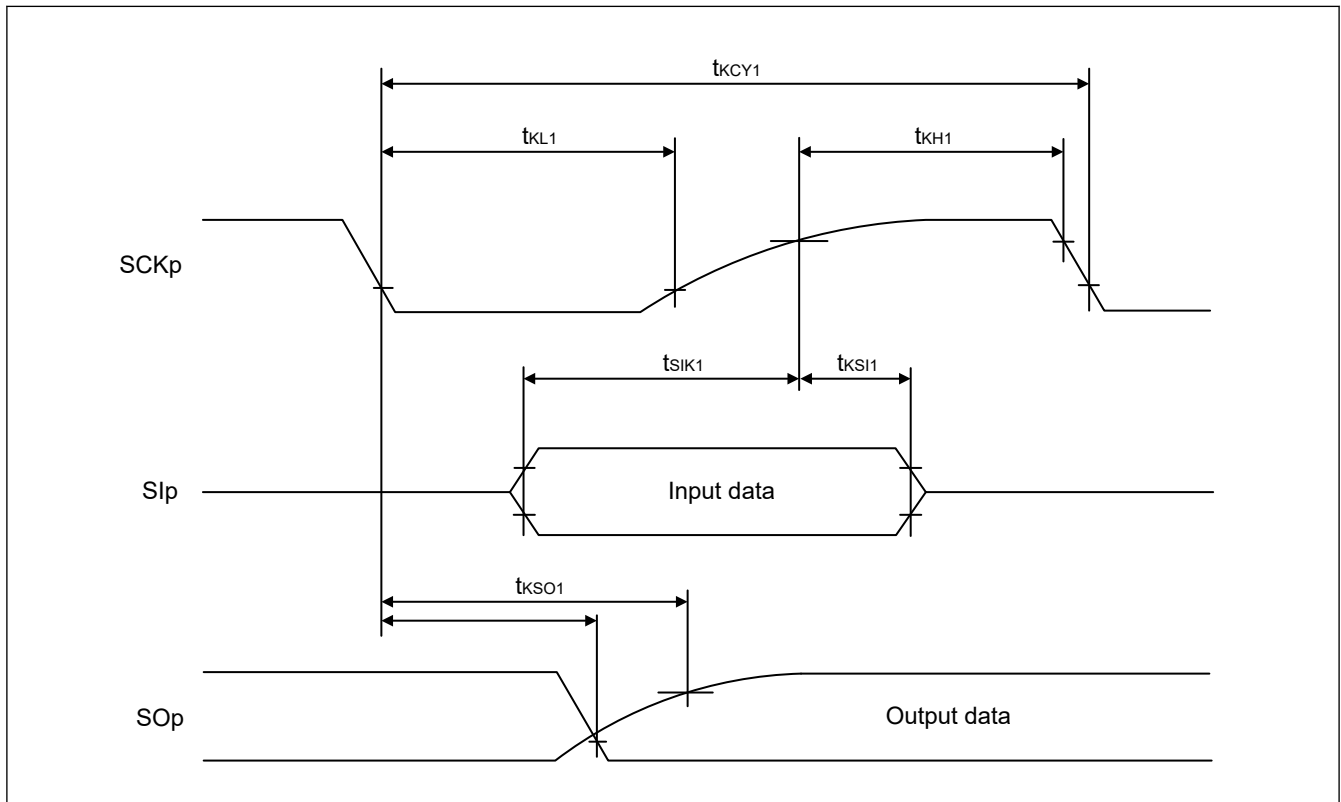 tKCY1
tKL1
tKH1
SCKp
tSIK1
tKSI1
SIp
Input data
tKSO1
SOp
Output data